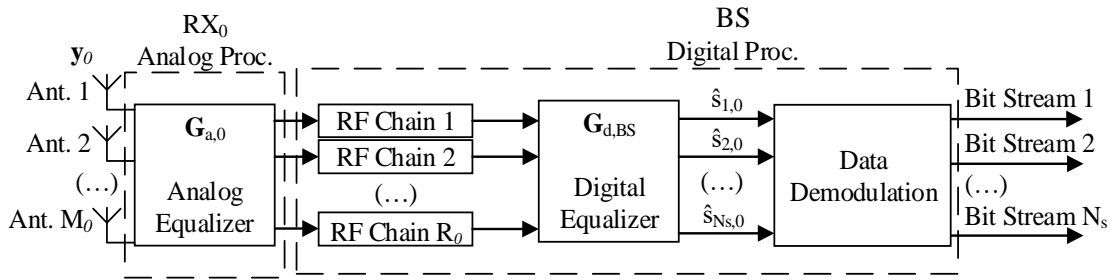 RX₀
Analog Proc.
BS
Digital Proc.
y₀
Ant. 1
Ant. 2
(...)
Ant. M₀
Gₐ,₀
Analog
Equalizer
RF Chain 1
RF Chain 2
(...)
RF Chain R₀
G_d,BS
Digital
Equalizer
ŝ₁,₀
ŝ₂,₀
(...)
ŝ_Ns,₀
Data
Demodulation
Bit Stream 1
Bit Stream 2
(...)
Bit Stream Nₛ